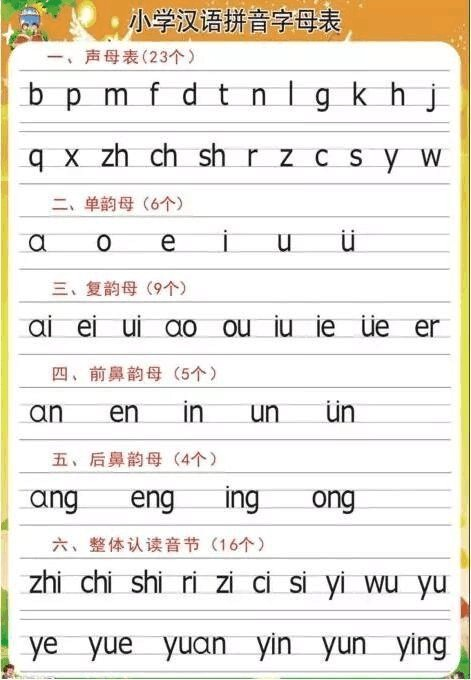 小学汉语拼音字母表
一、声母表(23个)
b p m f d t n l g k h j
q x zh ch sh r z c s y w
二、单韵母(6个)
ɑ o e i u ü
三、复韵母(9个)
ɑi ei ui ɑo ou iu ie üe er
四、前鼻韵母(5个)
ɑn en in un ün
五、后鼻韵母(4个)
ɑng eng ing ong
六、整体认读音节(16个)
zhi chi shi ri zi ci si yi wu yu
ye yue yuɑn yin yun ying